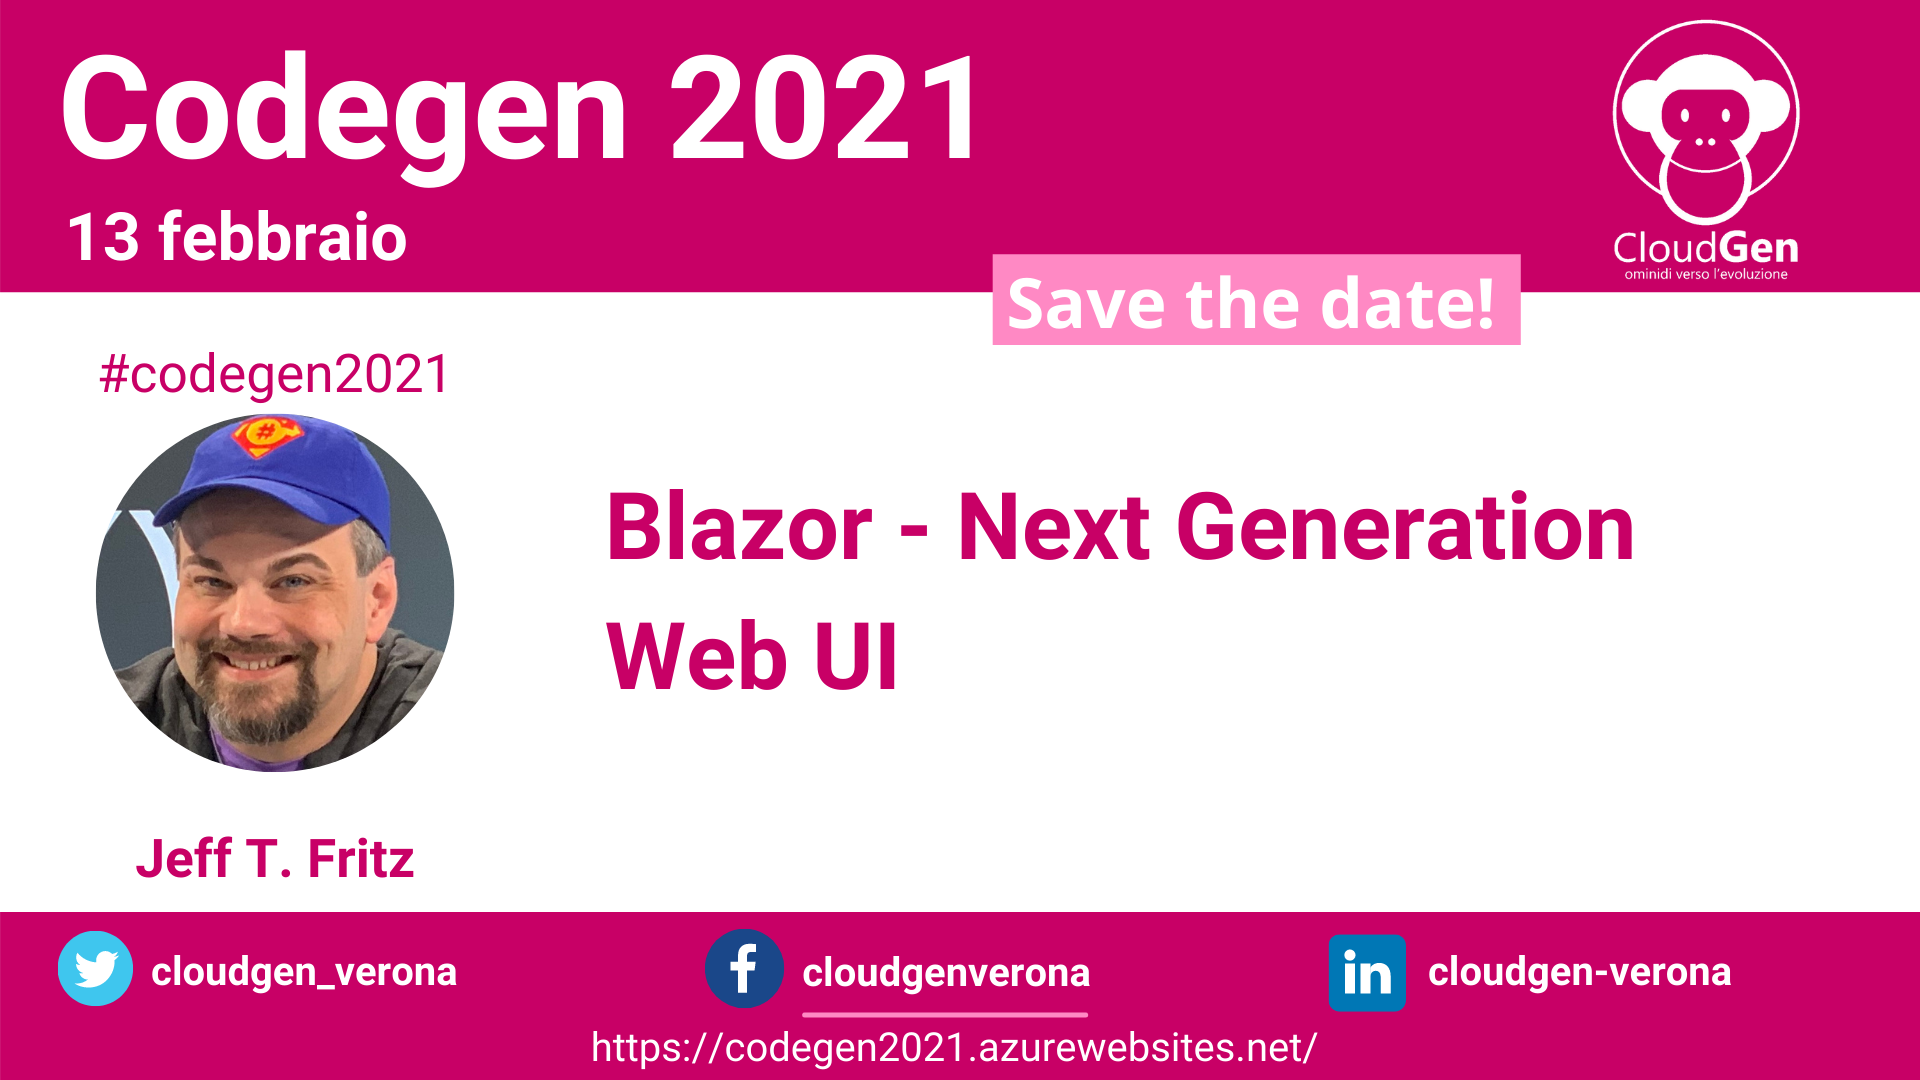 Codegen 2021
13 febbraio
CloudGen
ominidi verso l'evoluzione
Save the date!
#codegen2021
Blazor - Next Generation
Web UI
Jeff T. Fritz
cloudgen_verona
cloudgenverona
cloudgen-verona
https://codegen2021.azurewebsites.net/